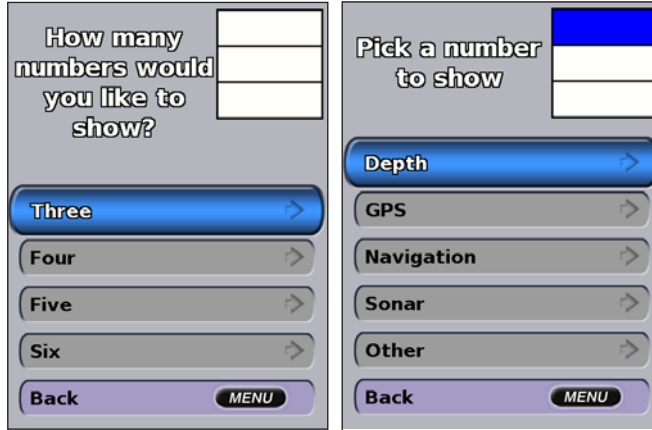 How many
numbers would
you like to
show?
Three
Four
Five
Six
Back MENU
Pick a number
to show
Depth
GPS
Navigation
Sonar
Other
Back MENU